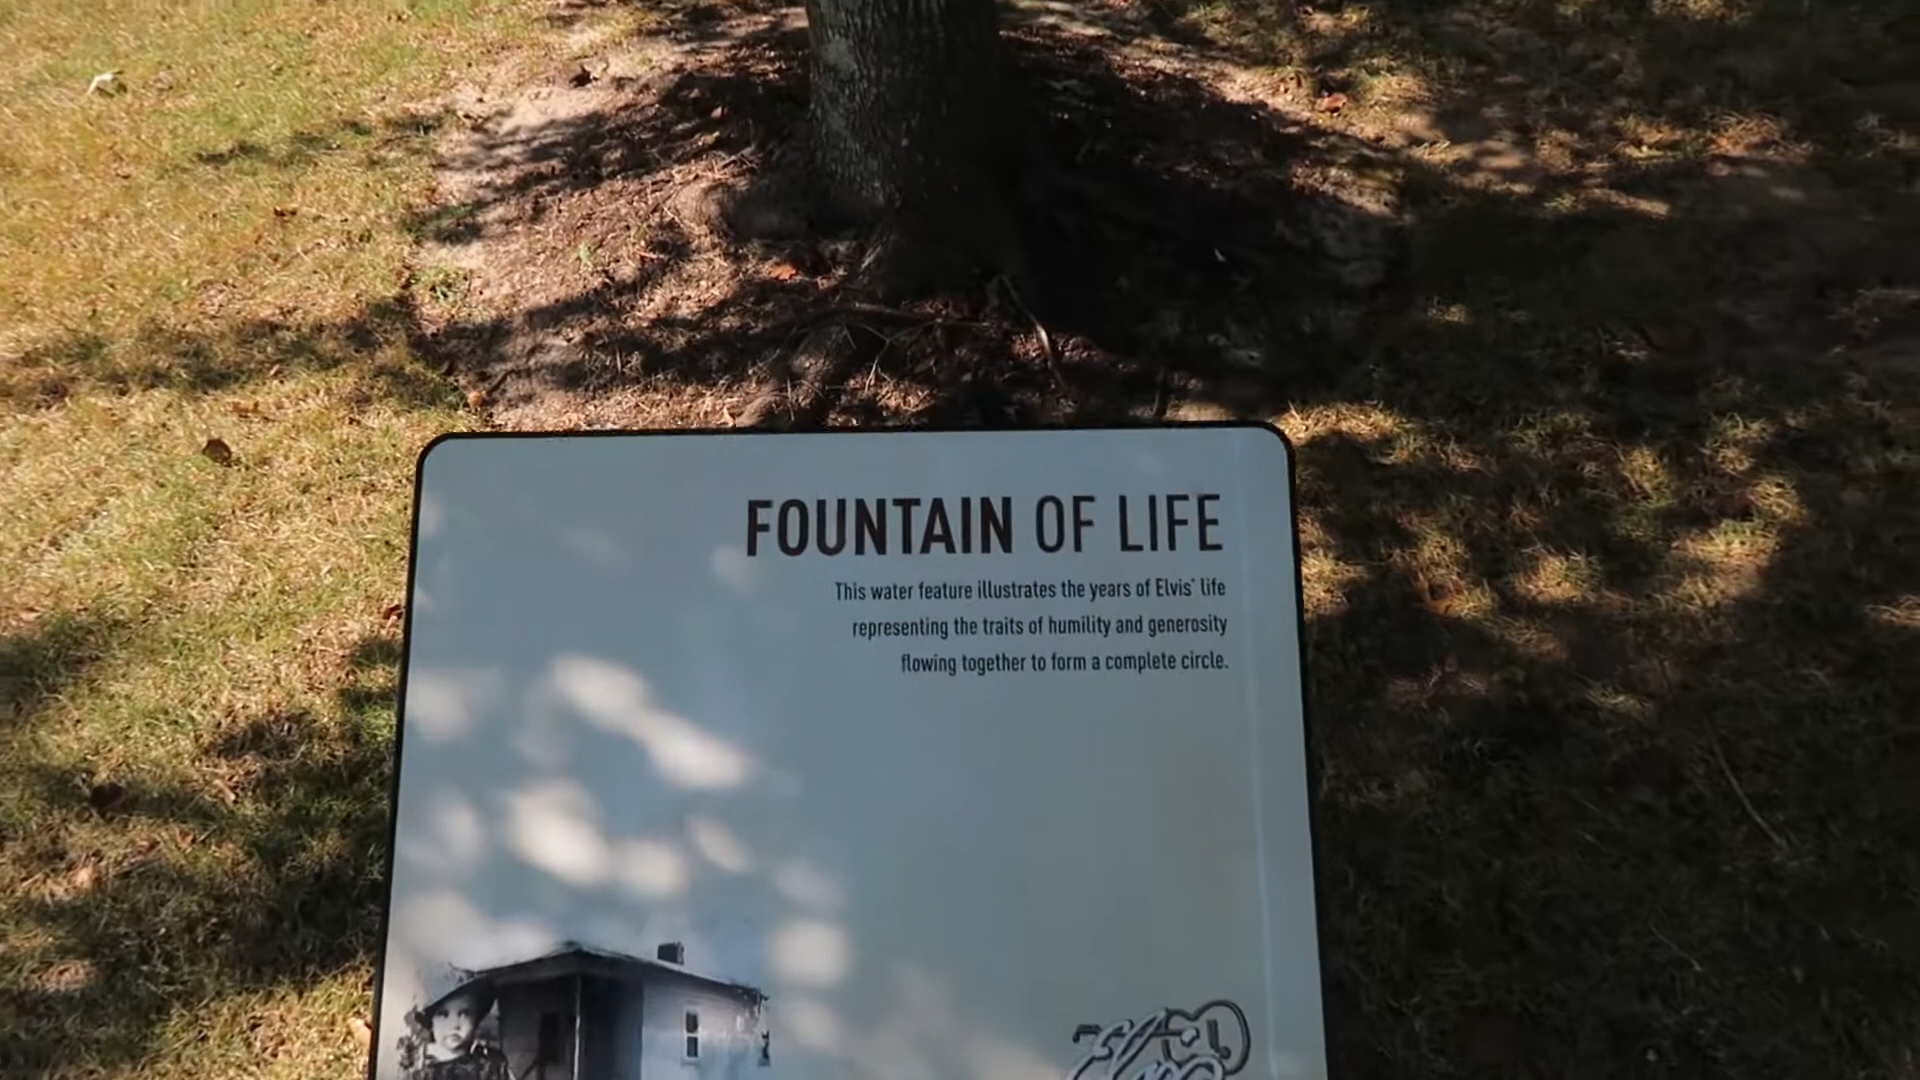 FOUNTAIN OF LIFE
This water feature illustrates the years of Elvis' life
representing the traits of humility and generosity
flowing together to form a complete circle.